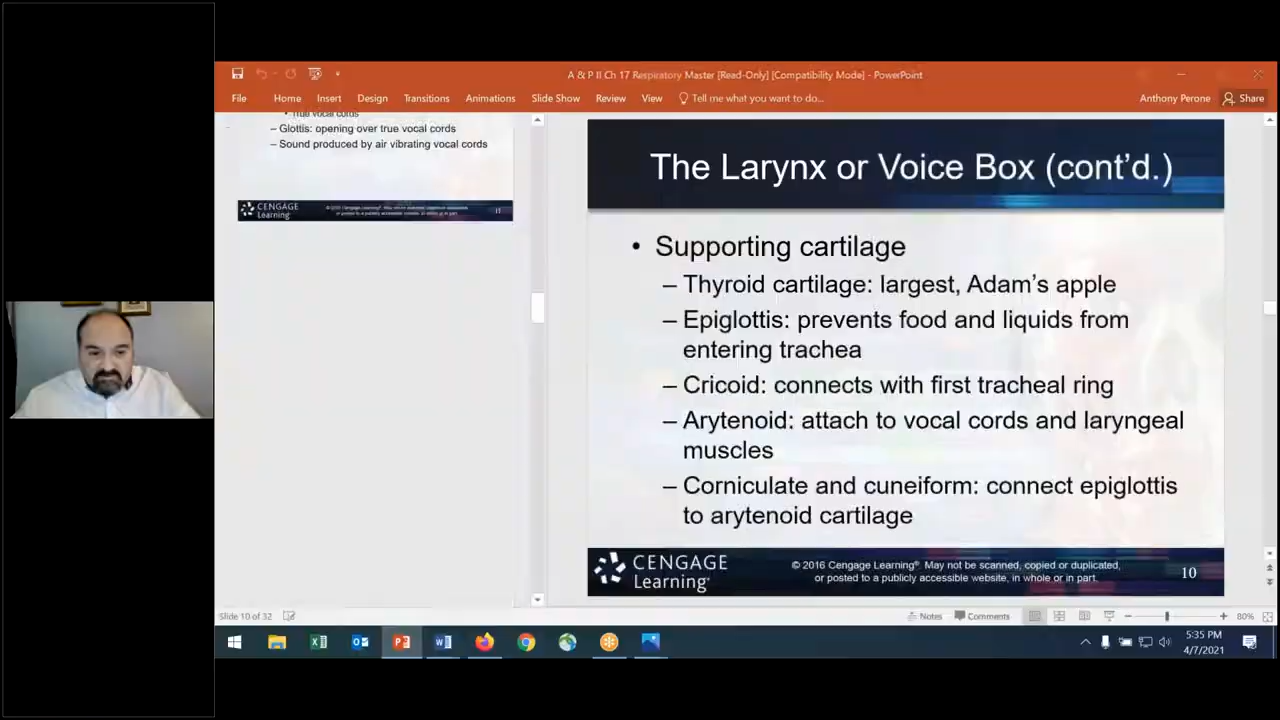 A & P II Ch 17 Respiratory Master [Read-Only] [Compatibility Mode] - PowerPoint
File Home Insert Design Transitions Animations Slide Show Review View Tell me what you want to do... Anthony Perone Share
• True vocal cords
– Glottis: opening over true vocal cords
– Sound produced by air vibrating vocal cords
CENGAGE
Learning
11
The Larynx or Voice Box (cont’d.)
• Supporting cartilage
– Thyroid cartilage: largest, Adam’s apple
– Epiglottis: prevents food and liquids from
entering trachea
– Cricoid: connects with first tracheal ring
– Arytenoid: attach to vocal cords and laryngeal
muscles
– Corniculate and cuneiform: connect epiglottis
to arytenoid cartilage
CENGAGE
Learning®
© 2016 Cengage Learning®. May not be scanned, copied or duplicated,
or posted to a publicly accessible website, in whole or in part.
10
Slide 10 of 32 Notes Comments 80%
5:35 PM
4/7/2021